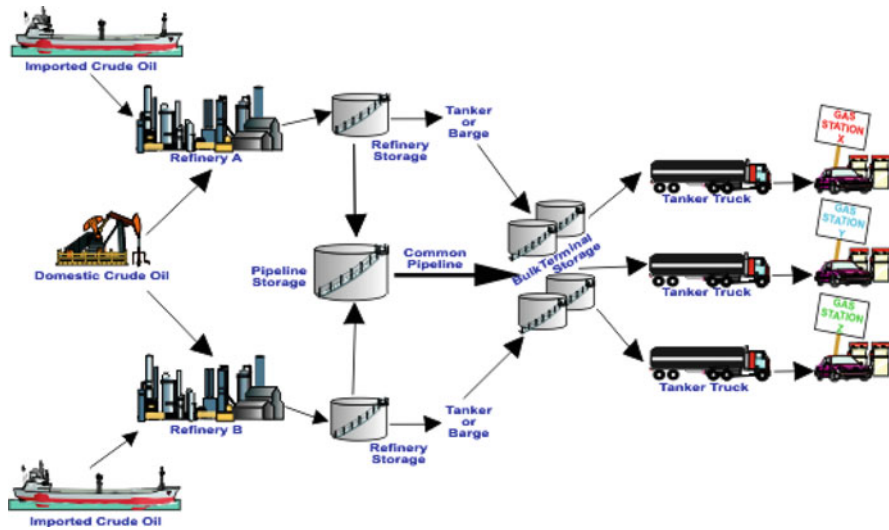 Imported Crude Oil
Refinery A
Refinery
Storage
Tanker
or
Barge
Tanker Truck
GAS
STATION
X
Domestic Crude Oil
Pipeline
Storage
Common
Pipeline
Bulk Terminal
Storage
Tanker Truck
GAS
STATION
Y
Refinery B
Refinery
Storage
Tanker
or
Barge
Tanker Truck
GAS
STATION
Z
Imported Crude Oil